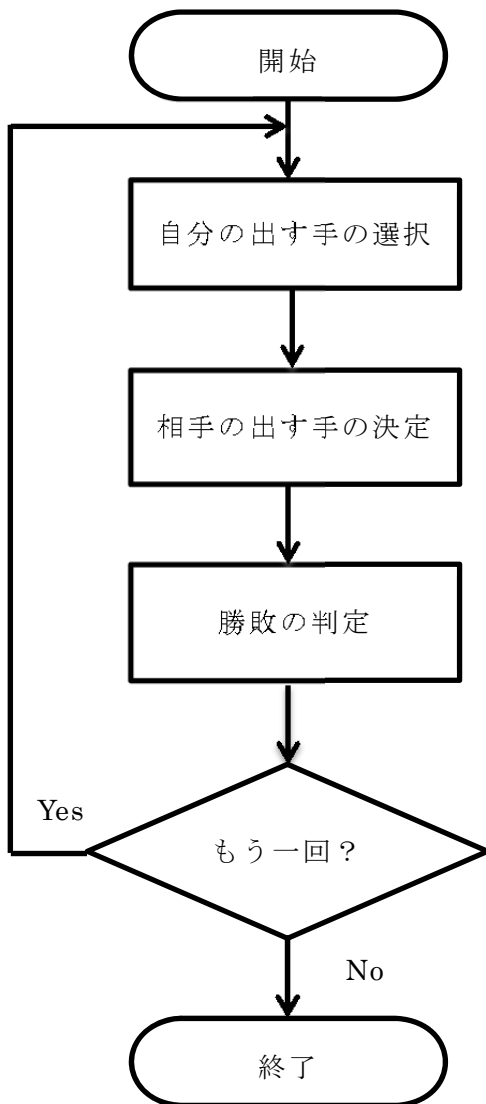 開始
自分の出す手の選択
相手の出す手の決定
勝敗の判定
Yes
もう一回？
No
終了